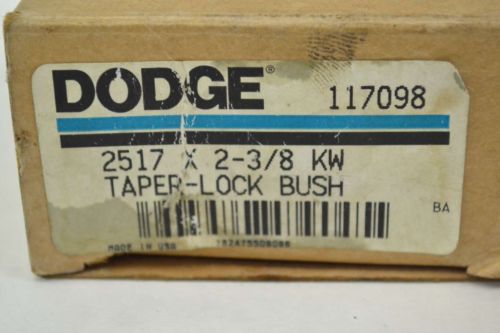 DODGE®
117098
2517 X 2-3/8 KW
TAPER-LOCK BUSH
BA
MADE IN USA